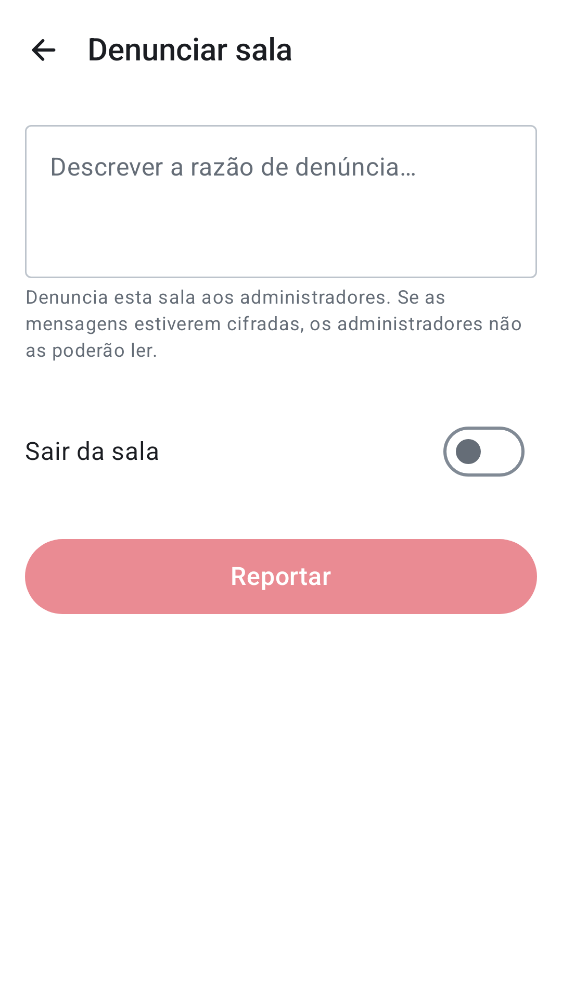 Denunciar sala
Descrever a razão de denúncia…
Denuncia esta sala aos administradores. Se as
mensagens estiverem cifradas, os administradores não
as poderão ler.
Sair da sala
Reportar